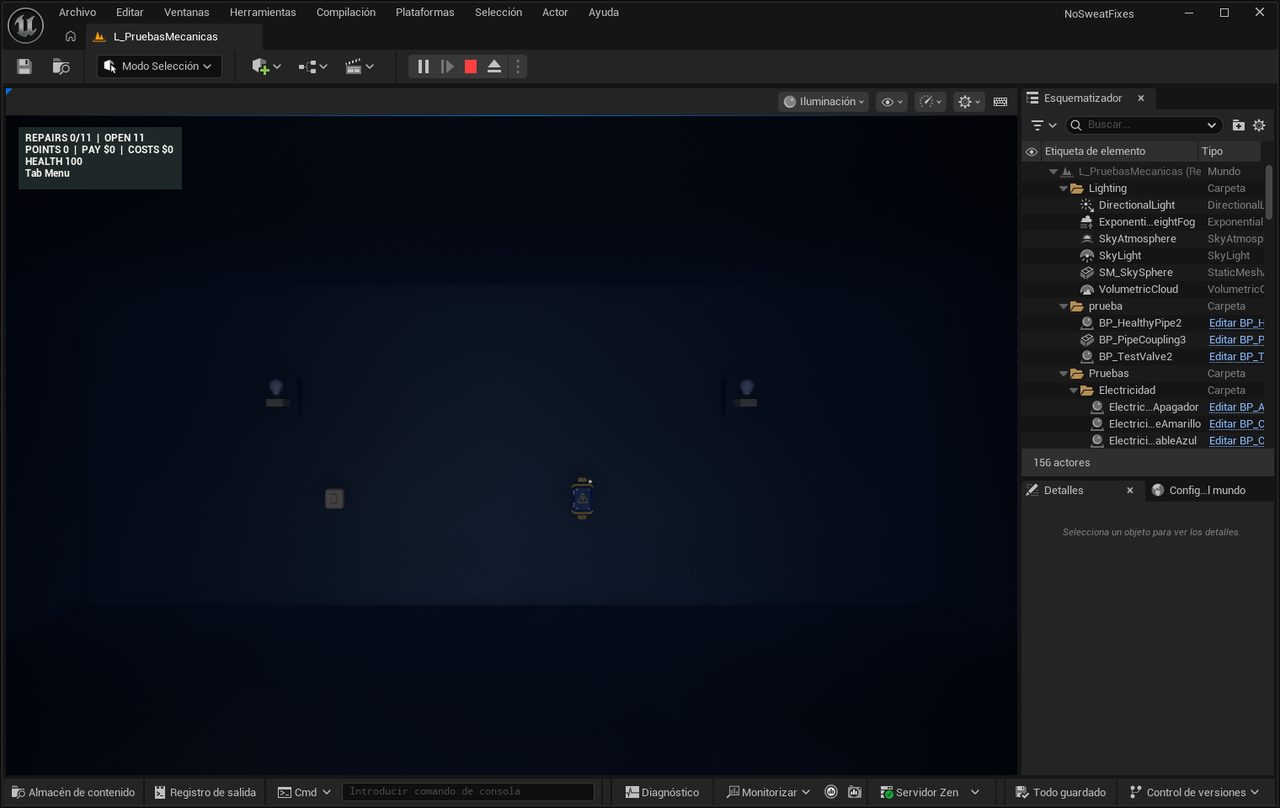 Archivo Editar Ventanas Herramientas Compilación Plataformas Selección Actor Ayuda
NoSweatFixes
L_PruebasMecanicas
Modo Selección
Iluminación
REPAIRS 0/11 | OPEN 11
POINTS 0 | PAY $0 | COSTS $0
HEALTH 100
Tab Menu
Esquematizador
Buscar...
Etiqueta de elemento Tipo
L_PruebasMecanicas (Re Mundo
Lighting Carpeta
DirectionalLight DirectionalL
Exponenti...eightFog Exponential
SkyAtmosphere SkyAtmosp
SkyLight SkyLight
SM_SkySphere StaticMesh
VolumetricCloud VolumetricC
prueba Carpeta
BP_HealthyPipe2 Editar BP_H
BP_PipeCoupling3 Editar BP_P
BP_TestValve2 Editar BP_T
Pruebas Carpeta
Electricidad Carpeta
Electric...Apagador Editar BP_A
Electrici...eAmarillo Editar BP_C
Electrici...ableAzul Editar BP_C
156 actores
Detalles Config...l mundo
Selecciona un objeto para ver los detalles.
Almacén de contenido Registro de salida Cmd Introducir comando de consola Diagnóstico Monitorizar Servidor Zen Todo guardado Control de versiones